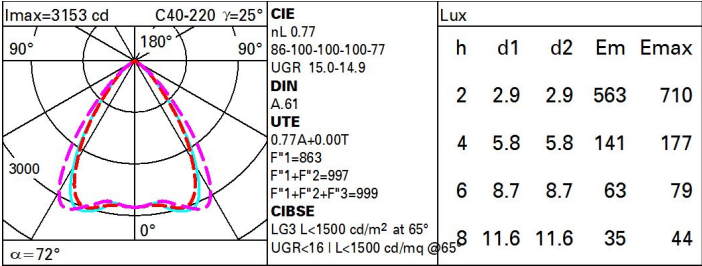 Imax=3153 cd C40-220 γ=25°
90° 180° 90°
3000
0°
α=72°
CIE
nL 0.77
86-100-100-100-77
UGR 15.0-14.9
DIN
A.61
UTE
0.77A+0.00T
F"1=863
F"1+F"2=997
F"1+F"2+F"3=999
CIBSE
LG3 L<1500 cd/m² at 65°
UGR<16 | L<1500 cd/mq @65°
Lux
h d1 d2 Em Emax
2 2.9 2.9 563 710
4 5.8 5.8 141 177
6 8.7 8.7 63 79
8 11.6 11.6 35 44